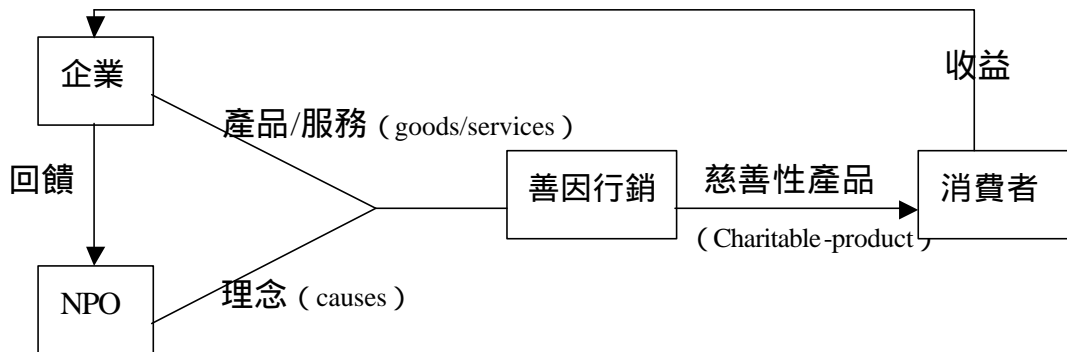 企業
收益
產品/服務（goods/services）
回饋
善因行銷
慈善性產品
（Charitable-product）
消費者
NPO
理念（causes）